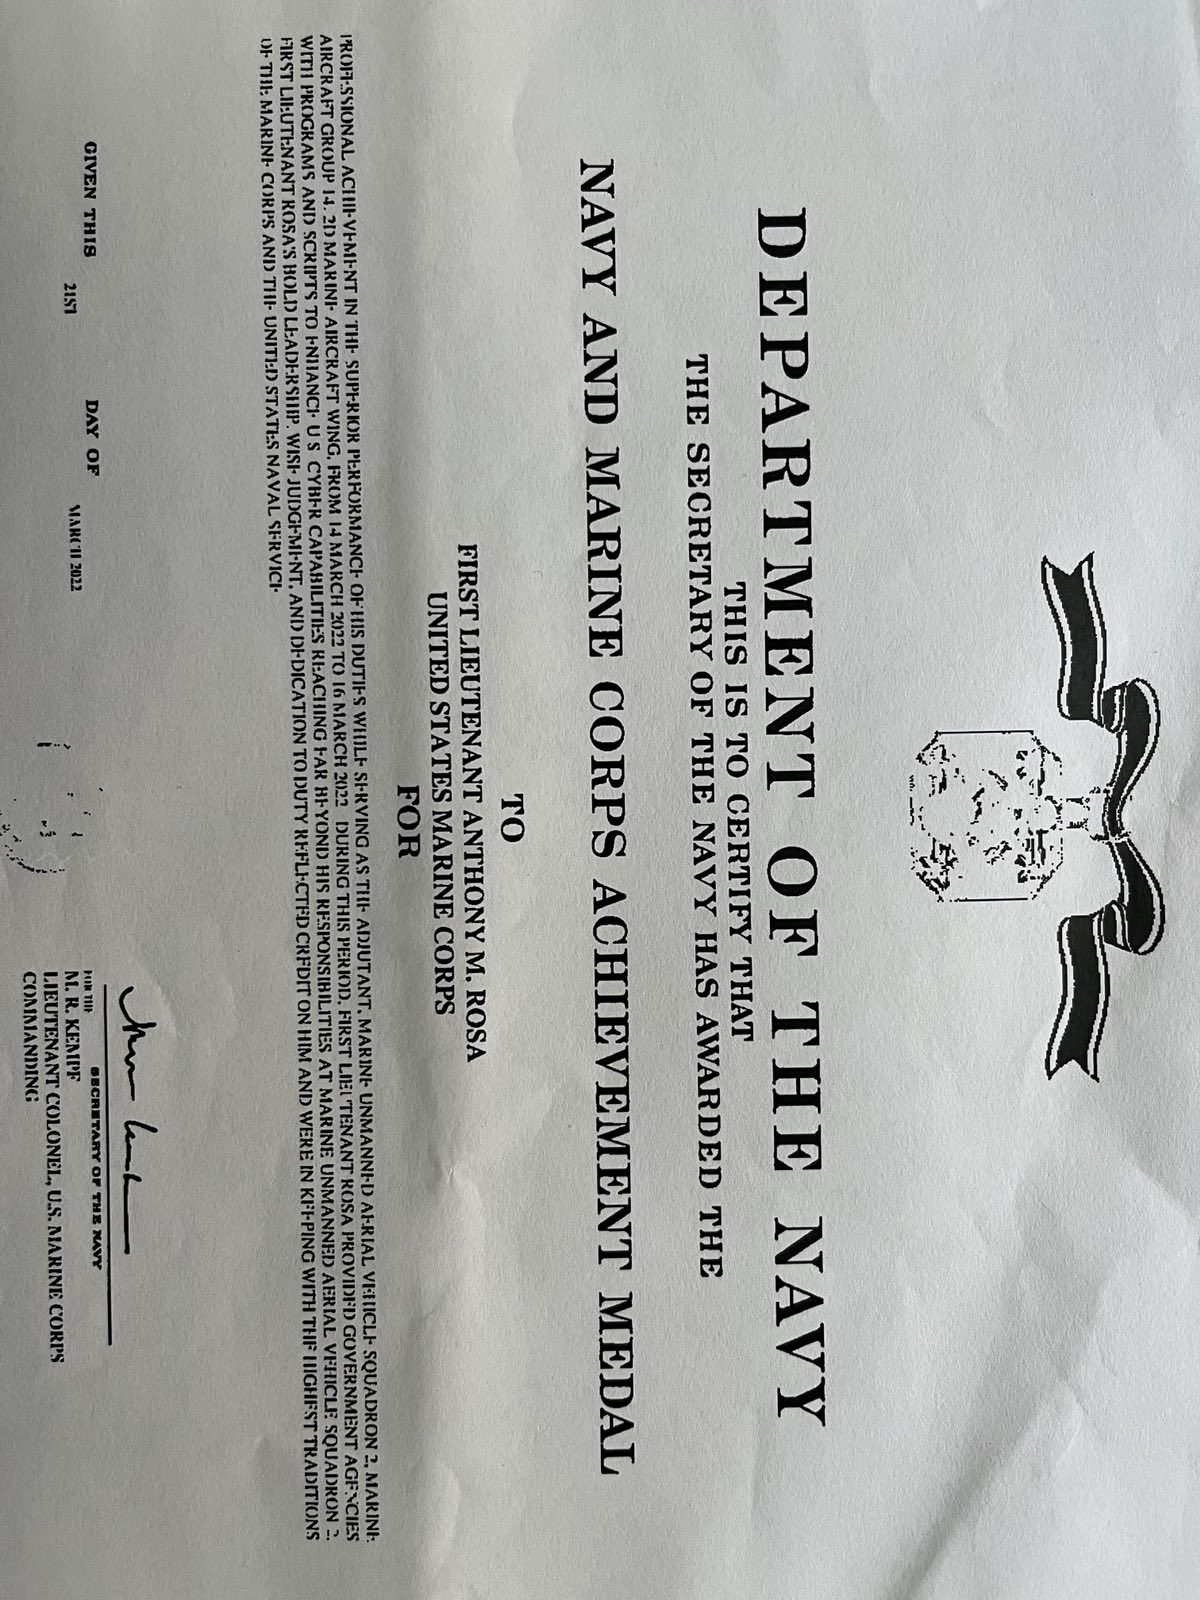 DEPARTMENT OF THE NAVY
THIS IS TO CERTIFY THAT
THE SECRETARY OF THE NAVY HAS AWARDED THE
NAVY AND MARINE CORPS ACHIEVEMENT MEDAL
TO
FIRST LIEUTENANT ANTHONY M. ROSA
UNITED STATES MARINE CORPS
FOR
PROFESSIONAL ACHIEVEMENT IN THE SUPERIOR PERFORMANCE OF HIS DUTIES WHILE SERVING AS THE ADJUTANT, MARINE UNMANNED AERIAL VEHICLE SQUADRON 2, MARINE
AIRCRAFT GROUP 14, 2D MARINE AIRCRAFT WING, FROM 14 MARCH 2022 TO 16 MARCH 2022. DURING THIS PERIOD, FIRST LIEUTENANT ROSA PROVIDED GOVERNMENT AGENCIES
WITH PROGRAMS AND SCRIPTS TO ENHANCE U S CYBER CAPABILITIES REACHING FAR BEYOND HIS RESPONSIBILITIES AT MARINE UNMANNED AERIAL VEHICLE SQUADRON 2.
FIRST LIEUTENANT ROSA'S BOLD LEADERSHIP, WISE JUDGEMENT, AND DEDICATION TO DUTY REFLECTED CREDIT ON HIM AND WERE IN KEEPING WITH THE HIGHEST TRADITIONS
OF THE MARINE CORPS AND THE UNITED STATES NAVAL SERVICE.
GIVEN THIS 21ST DAY OF MARCH 2022
FOR THE SECRETARY OF THE NAVY
M. R. KEMPF
LIEUTENANT COLONEL, U.S. MARINE CORPS
COMMANDING